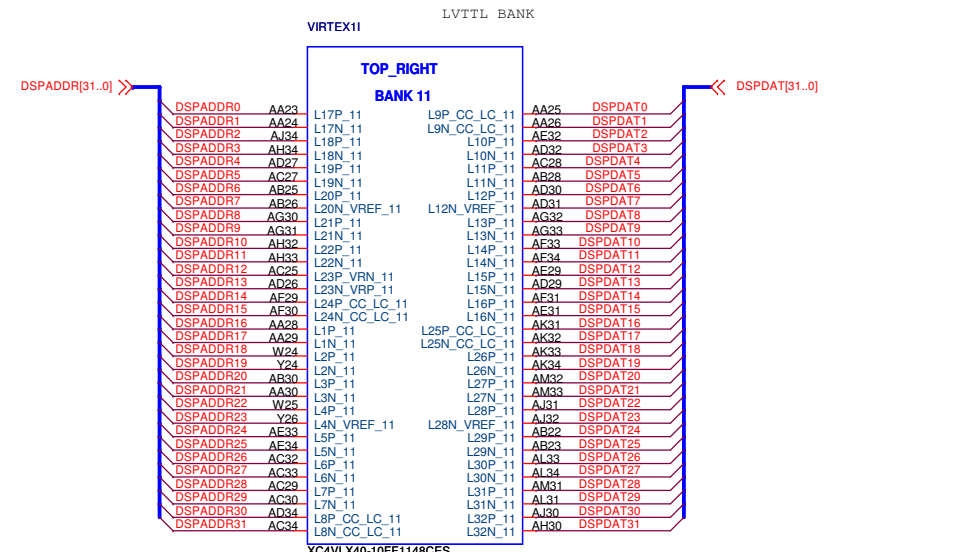 LVTTL BANK
VIRTEX1I
TOP_RIGHT
BANK 11
DSPADDR[31..0]
DSPDAT[31..0]
DSPADDR0 AA23 L17P_11 L9P_CC_LC_11 AA25 DSPDAT0
DSPADDR1 AA24 L17N_11 L9N_CC_LC_11 AA26 DSPDAT1
DSPADDR2 AJ34 L18P_11 L10P_11 AE32 DSPDAT2
DSPADDR3 AH34 L18N_11 L10N_11 AD32 DSPDAT3
DSPADDR4 AD27 L19P_11 L11P_11 AC28 DSPDAT4
DSPADDR5 AC27 L19N_11 L11N_11 AB28 DSPDAT5
DSPADDR6 AB25 L20P_11 L12P_11 AD30 DSPDAT6
DSPADDR7 AB26 L20N_VREF_11 L12N_VREF_11 AD31 DSPDAT7
DSPADDR8 AG30 L21P_11 L13P_11 AG32 DSPDAT8
DSPADDR9 AG31 L21N_11 L13N_11 AG33 DSPDAT9
DSPADDR10 AH32 L22P_11 L14P_11 AF33 DSPDAT10
DSPADDR11 AH33 L22N_11 L14N_11 AF34 DSPDAT11
DSPADDR12 AC25 L23P_VRN_11 L15P_11 AE29 DSPDAT12
DSPADDR13 AD26 L23N_VRP_11 L15N_11 AD29 DSPDAT13
DSPADDR14 AF29 L24P_CC_LC_11 L16P_11 AF31 DSPDAT14
DSPADDR15 AF30 L24N_CC_LC_11 L16N_11 AE31 DSPDAT15
DSPADDR16 AA28 L1P_11 L25P_CC_LC_11 AK31 DSPDAT16
DSPADDR17 AA29 L1N_11 L25N_CC_LC_11 AK32 DSPDAT17
DSPADDR18 W24 L2P_11 L26P_11 AK33 DSPDAT18
DSPADDR19 Y24 L2N_11 L26N_11 AK34 DSPDAT19
DSPADDR20 AB30 L3P_11 L27P_11 AM32 DSPDAT20
DSPADDR21 AA30 L3N_11 L27N_11 AM33 DSPDAT21
DSPADDR22 W25 L4P_11 L28P_11 AJ31 DSPDAT22
DSPADDR23 Y26 L4N_VREF_11 L28N_VREF_11 AJ32 DSPDAT23
DSPADDR24 AE33 L5P_11 L29P_11 AB22 DSPDAT24
DSPADDR25 AE34 L5N_11 L29N_11 AB23 DSPDAT25
DSPADDR26 AC32 L6P_11 L30P_11 AL33 DSPDAT26
DSPADDR27 AC33 L6N_11 L30N_11 AL34 DSPDAT27
DSPADDR28 AC29 L7P_11 L31P_11 AM31 DSPDAT28
DSPADDR29 AC30 L7N_11 L31N_11 AL31 DSPDAT29
DSPADDR30 AD34 L8P_CC_LC_11 L32P_11 AJ30 DSPDAT30
DSPADDR31 AC34 L8N_CC_LC_11 L32N_11 AH30 DSPDAT31
XC4VLX40-10FF1148CES